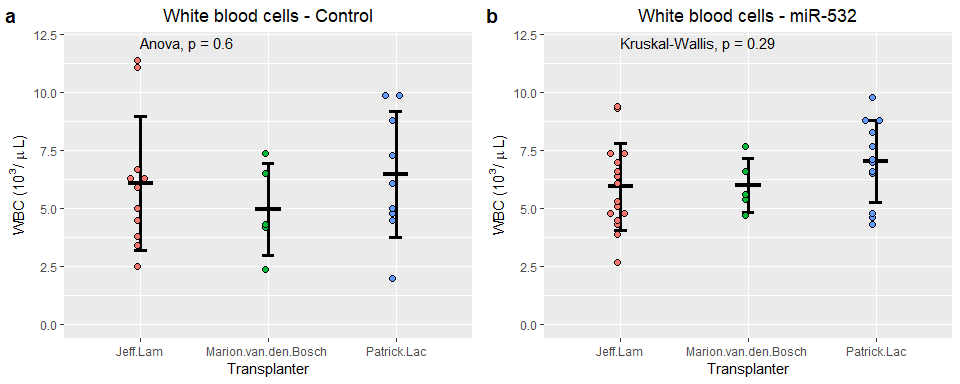 a
White blood cells - Control
Anova, p = 0.6
12.5
10.0
7.5
5.0
2.5
0.0
WBC (10³/ μ L)
Jeff.Lam
Marion.van.den.Bosch
Patrick.Lac
Transplanter
b
White blood cells - miR-532
Kruskal-Wallis, p = 0.29
12.5
10.0
7.5
5.0
2.5
0.0
WBC (10³/ μ L)
Jeff.Lam
Marion.van.den.Bosch
Patrick.Lac
Transplanter